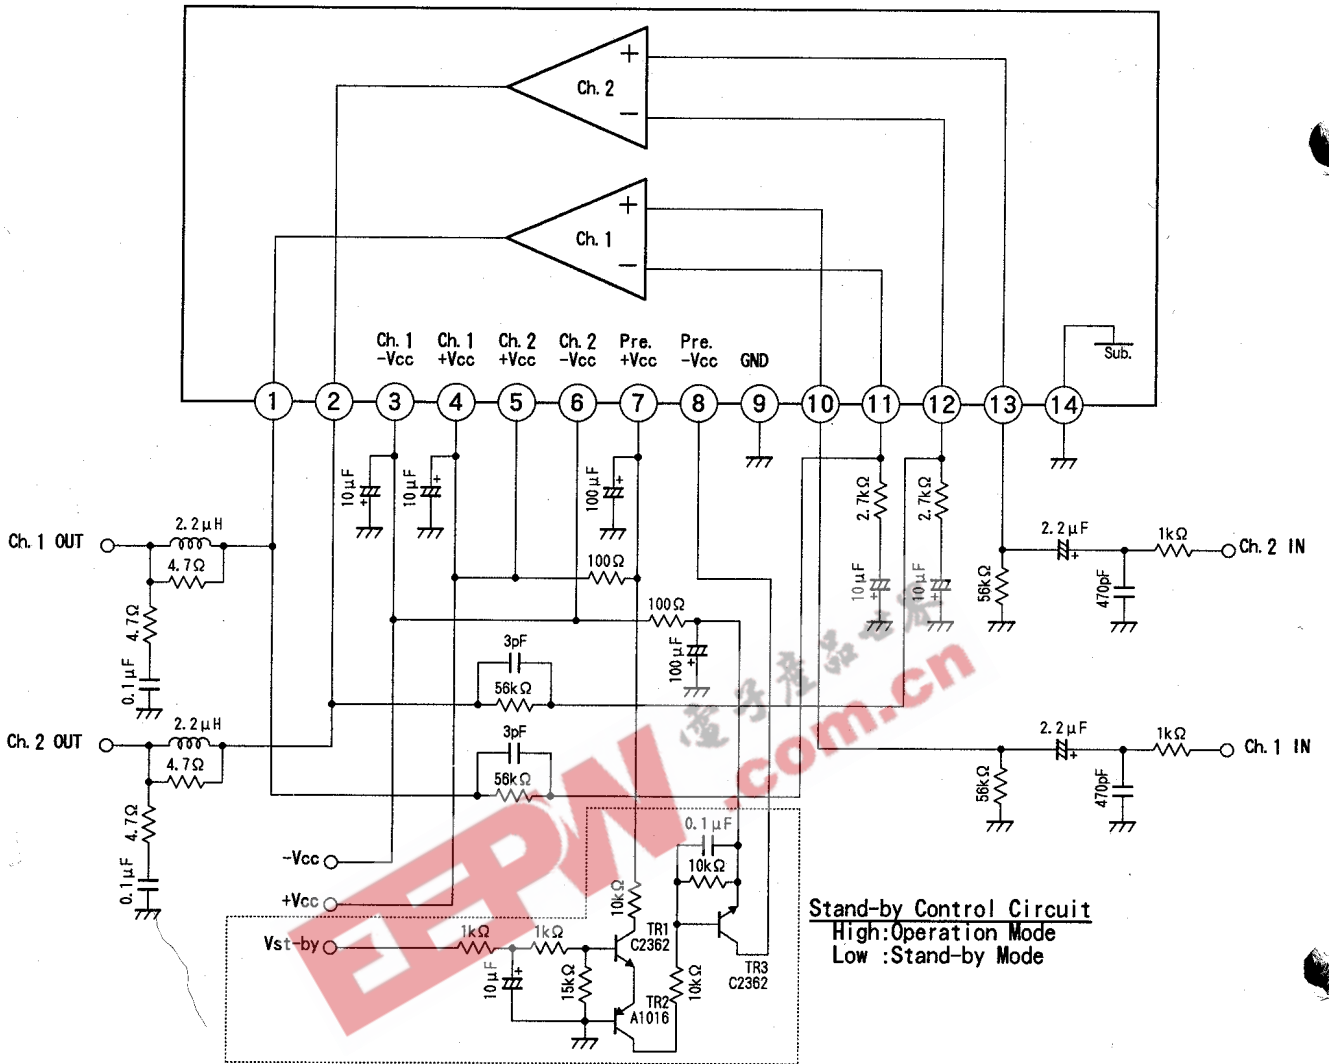 Ch. 2
+
−
Ch. 1
+
−
Ch. 1 −Vcc
Ch. 1 +Vcc
Ch. 2 +Vcc
Ch. 2 −Vcc
Pre. +Vcc
Pre. −Vcc
GND
Sub.
1 2 3 4 5 6 7 8 9 10 11 12 13 14
10μF
10μF
100μF
2.7kΩ
2.7kΩ
Ch. 1 OUT
2.2μH
4.7Ω
4.7Ω
0.1μF
100Ω
100Ω
100μF
10μF
10μF
56kΩ
2.2μF
470pF
1kΩ
Ch. 2 IN
3pF
56kΩ
Ch. 2 OUT
2.2μH
4.7Ω
4.7Ω
0.1μF
3pF
56kΩ
56kΩ
2.2μF
470pF
1kΩ
Ch. 1 IN
電子產品世界
EEPW .com.cn
−Vcc
+Vcc
Vst-by
1kΩ
1kΩ
10μF
15kΩ
10kΩ
TR1
C2362
TR2
A1016
0.1μF
10kΩ
10kΩ
TR3
C2362
Stand-by Control Circuit
High:Operation Mode
Low :Stand-by Mode